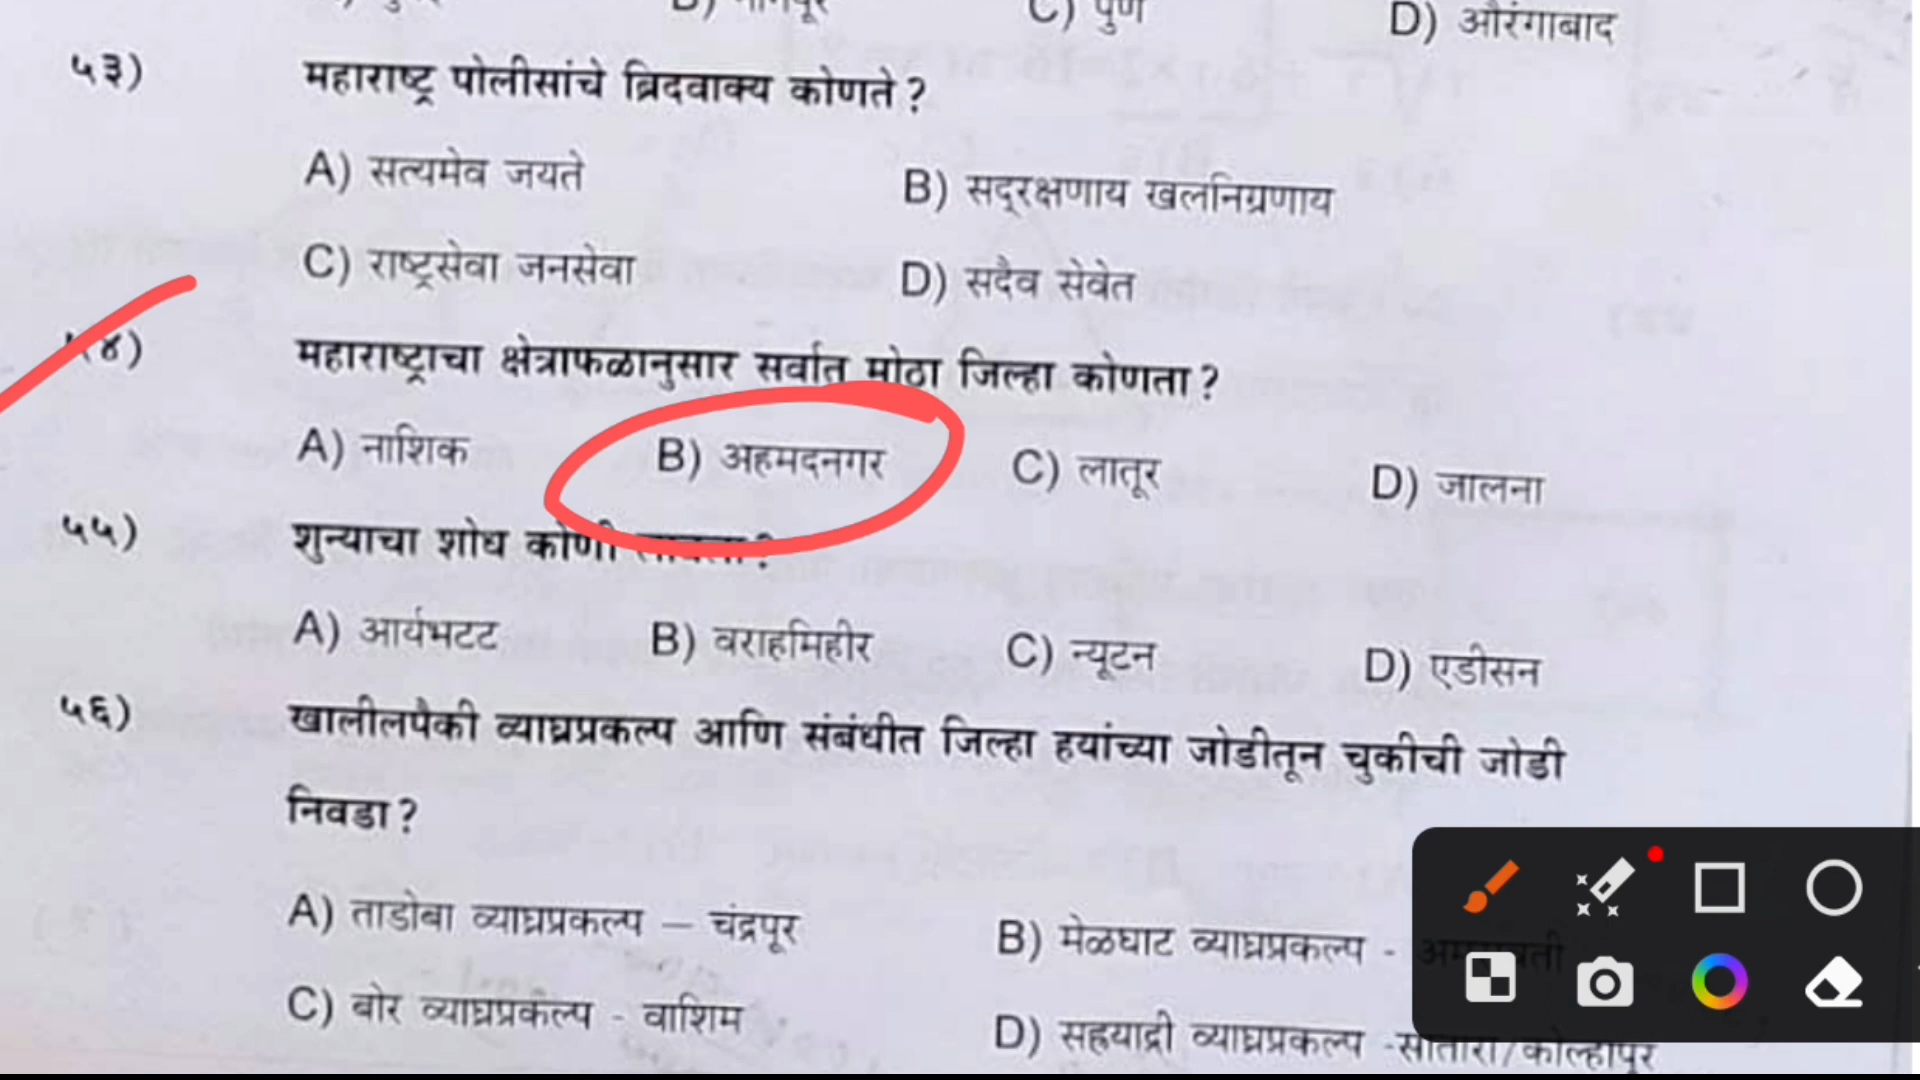 D) औरंगाबाद
५३) महाराष्ट्र पोलीसांचे ब्रिदवाक्य कोणते ?
A) सत्यमेव जयते B) सद्रक्षणाय खलनिग्रणाय
C) राष्ट्रसेवा जनसेवा D) सदैव सेवेत
महाराष्ट्राचा क्षेत्राफळानुसार सर्वात मोठा जिल्हा कोणता ?
A) नाशिक B) अहमदनगर C) लातूर D) जालना
५५) शुन्याचा शोध कोणी
A) आर्यभटट B) वराहमिहीर C) न्यूटन D) एडीसन
५६) खालीलपैकी व्याघ्रप्रकल्प आणि संबंधीत जिल्हा हयांच्या जोडीतून चुकीची जोडी
निवडा ?
A) ताडोबा व्याघ्रप्रकल्प – चंद्रपूर B) मेळघाट व्याघ्रप्रकल्प -
C) बोर व्याघ्रप्रकल्प - वाशिम D) सह्रयाद्री व्याघ्रप्रकल्प -सातारा/कोल्हापूर